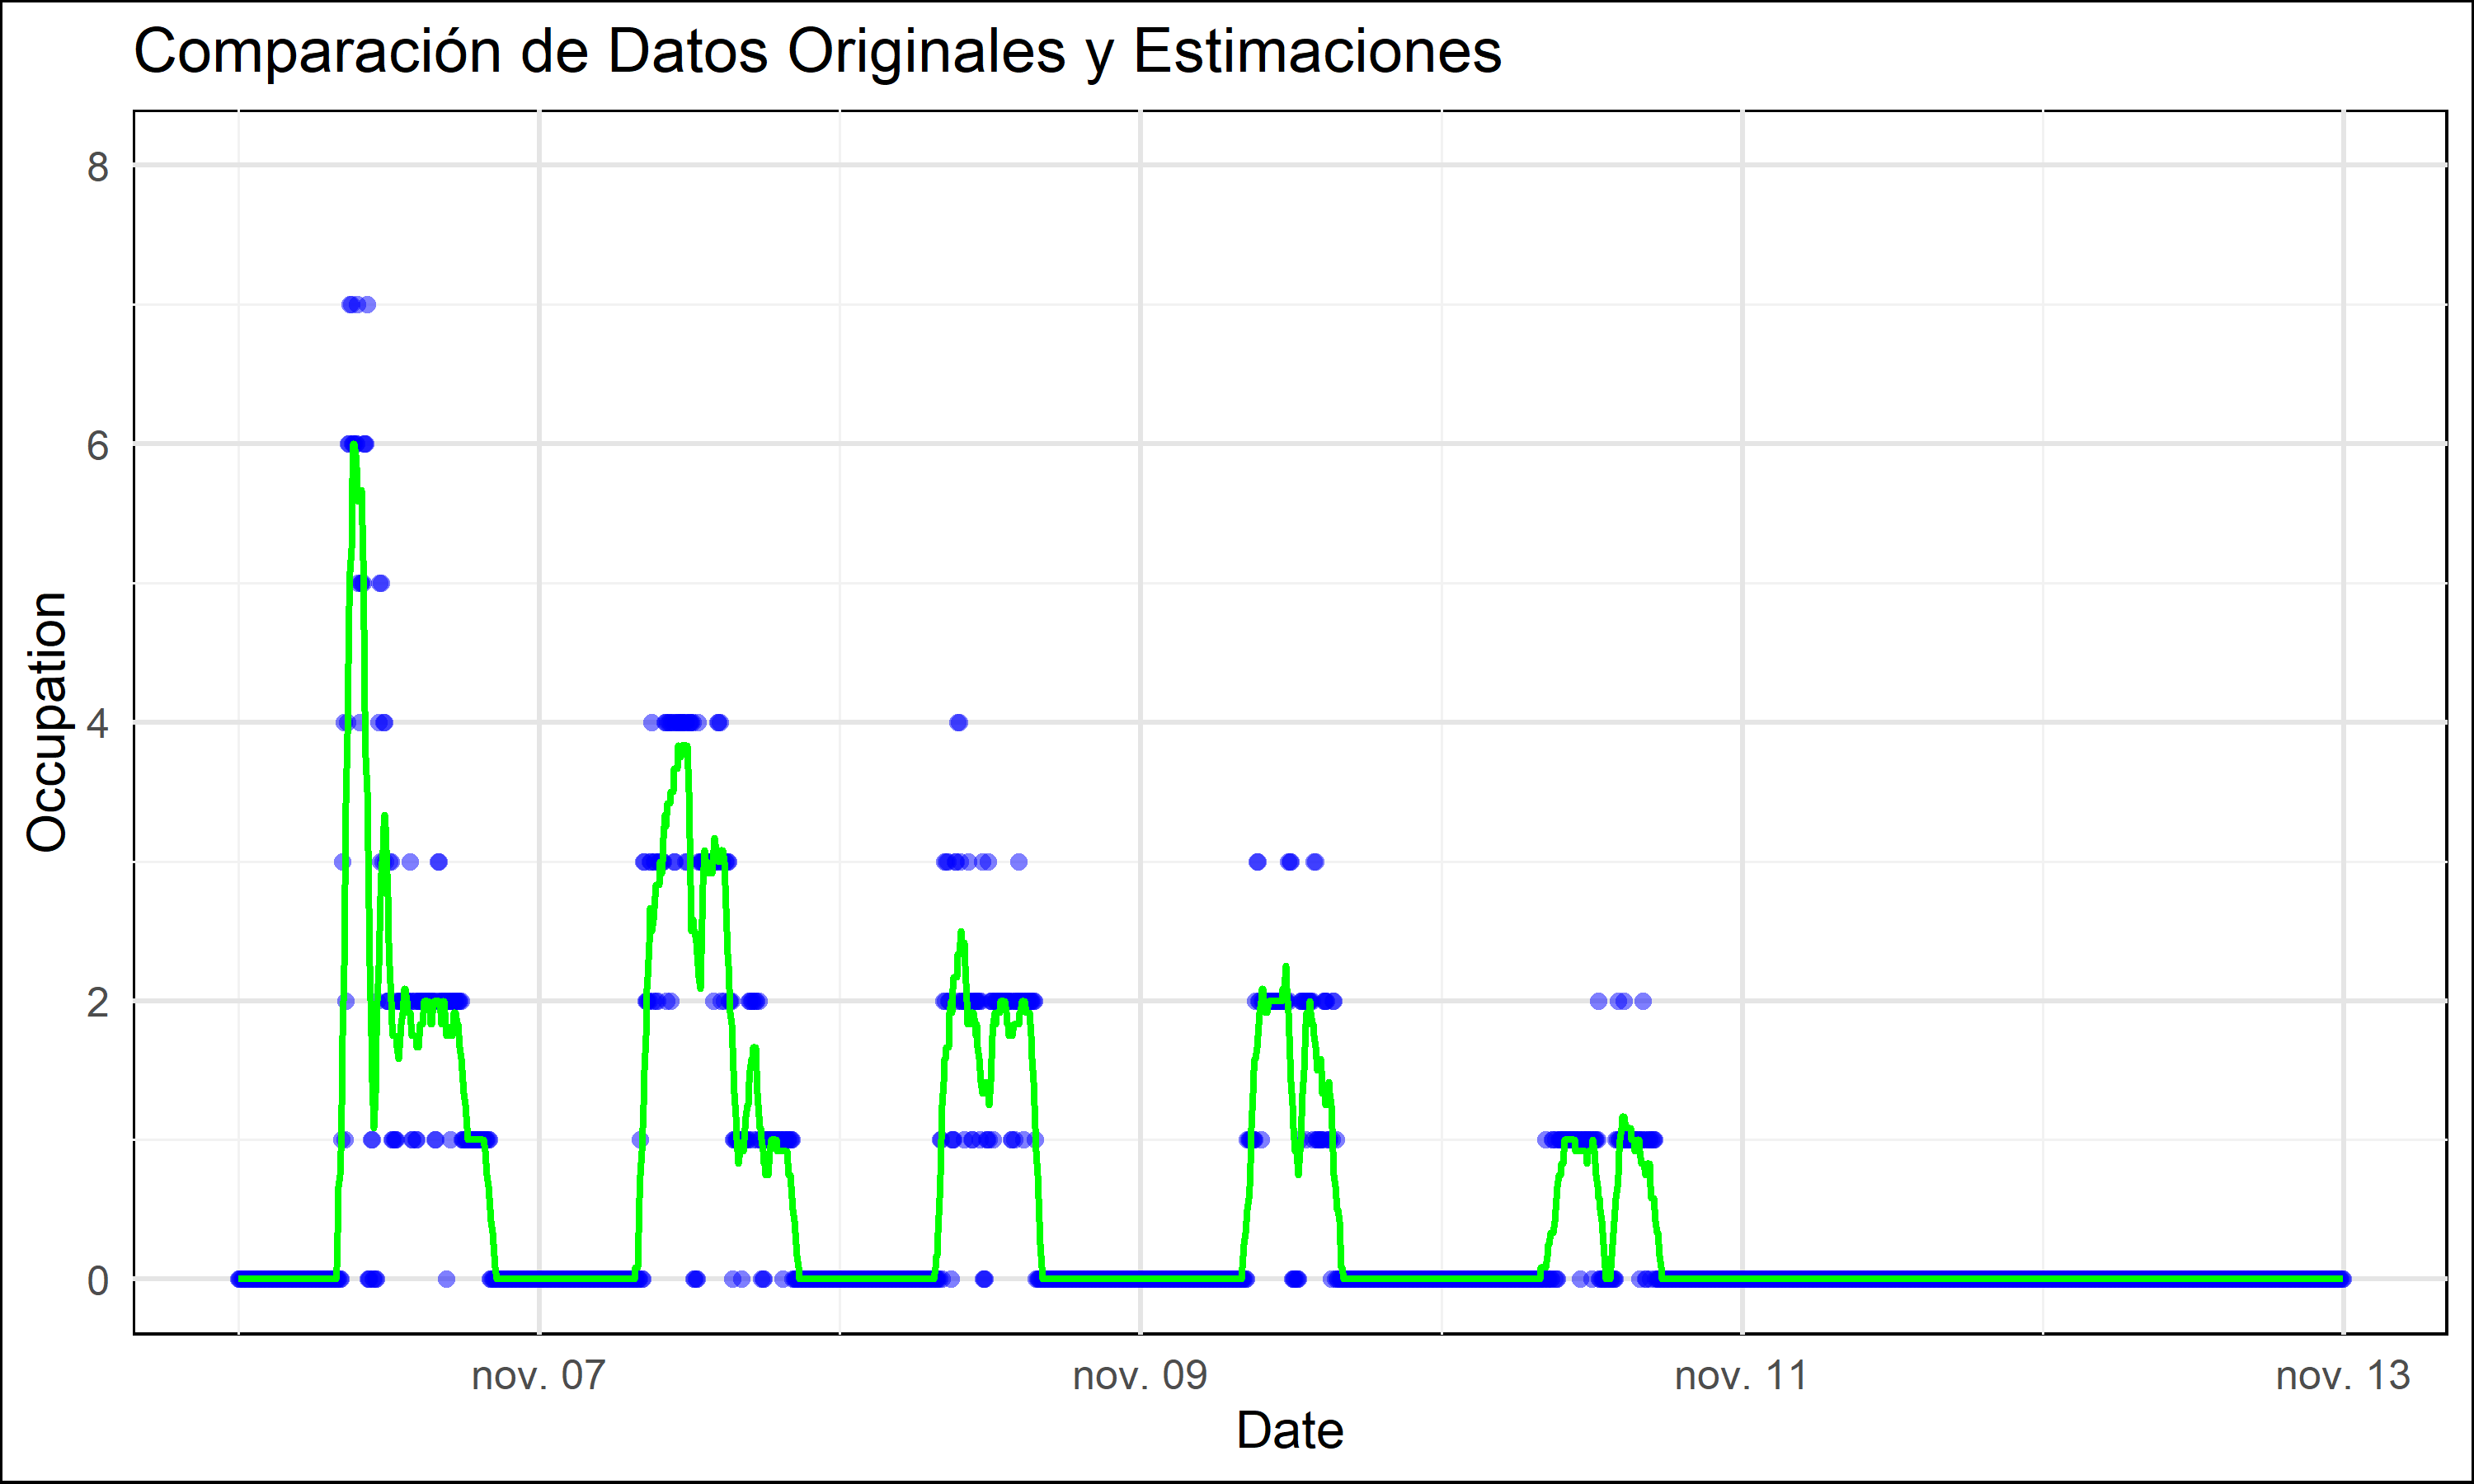 Comparación de Datos Originales y Estimaciones
8
6
4
2
0
Occupation
nov. 07
nov. 09
nov. 11
nov. 13
Date